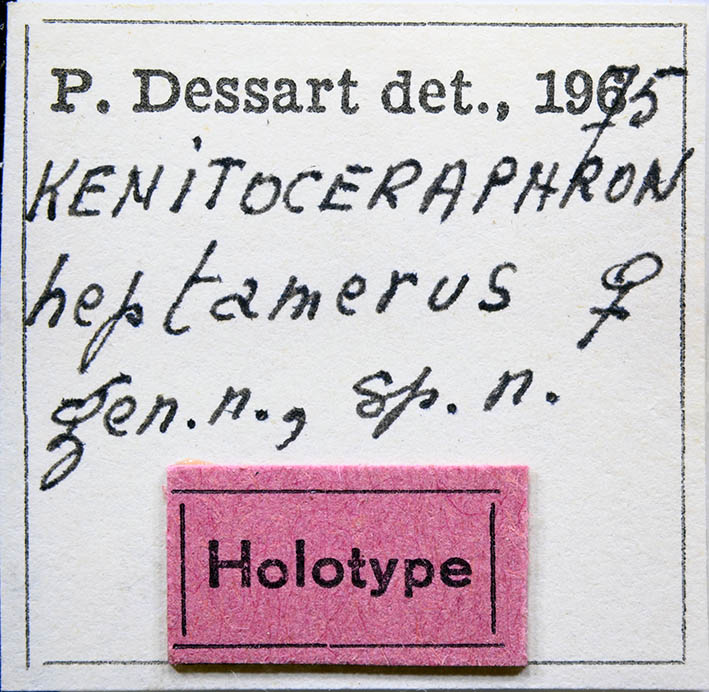 P. Dessart det., 1975
KENiTOCERAPHRON
heptamerus ♀
gen.n., sp. n.
Holotype